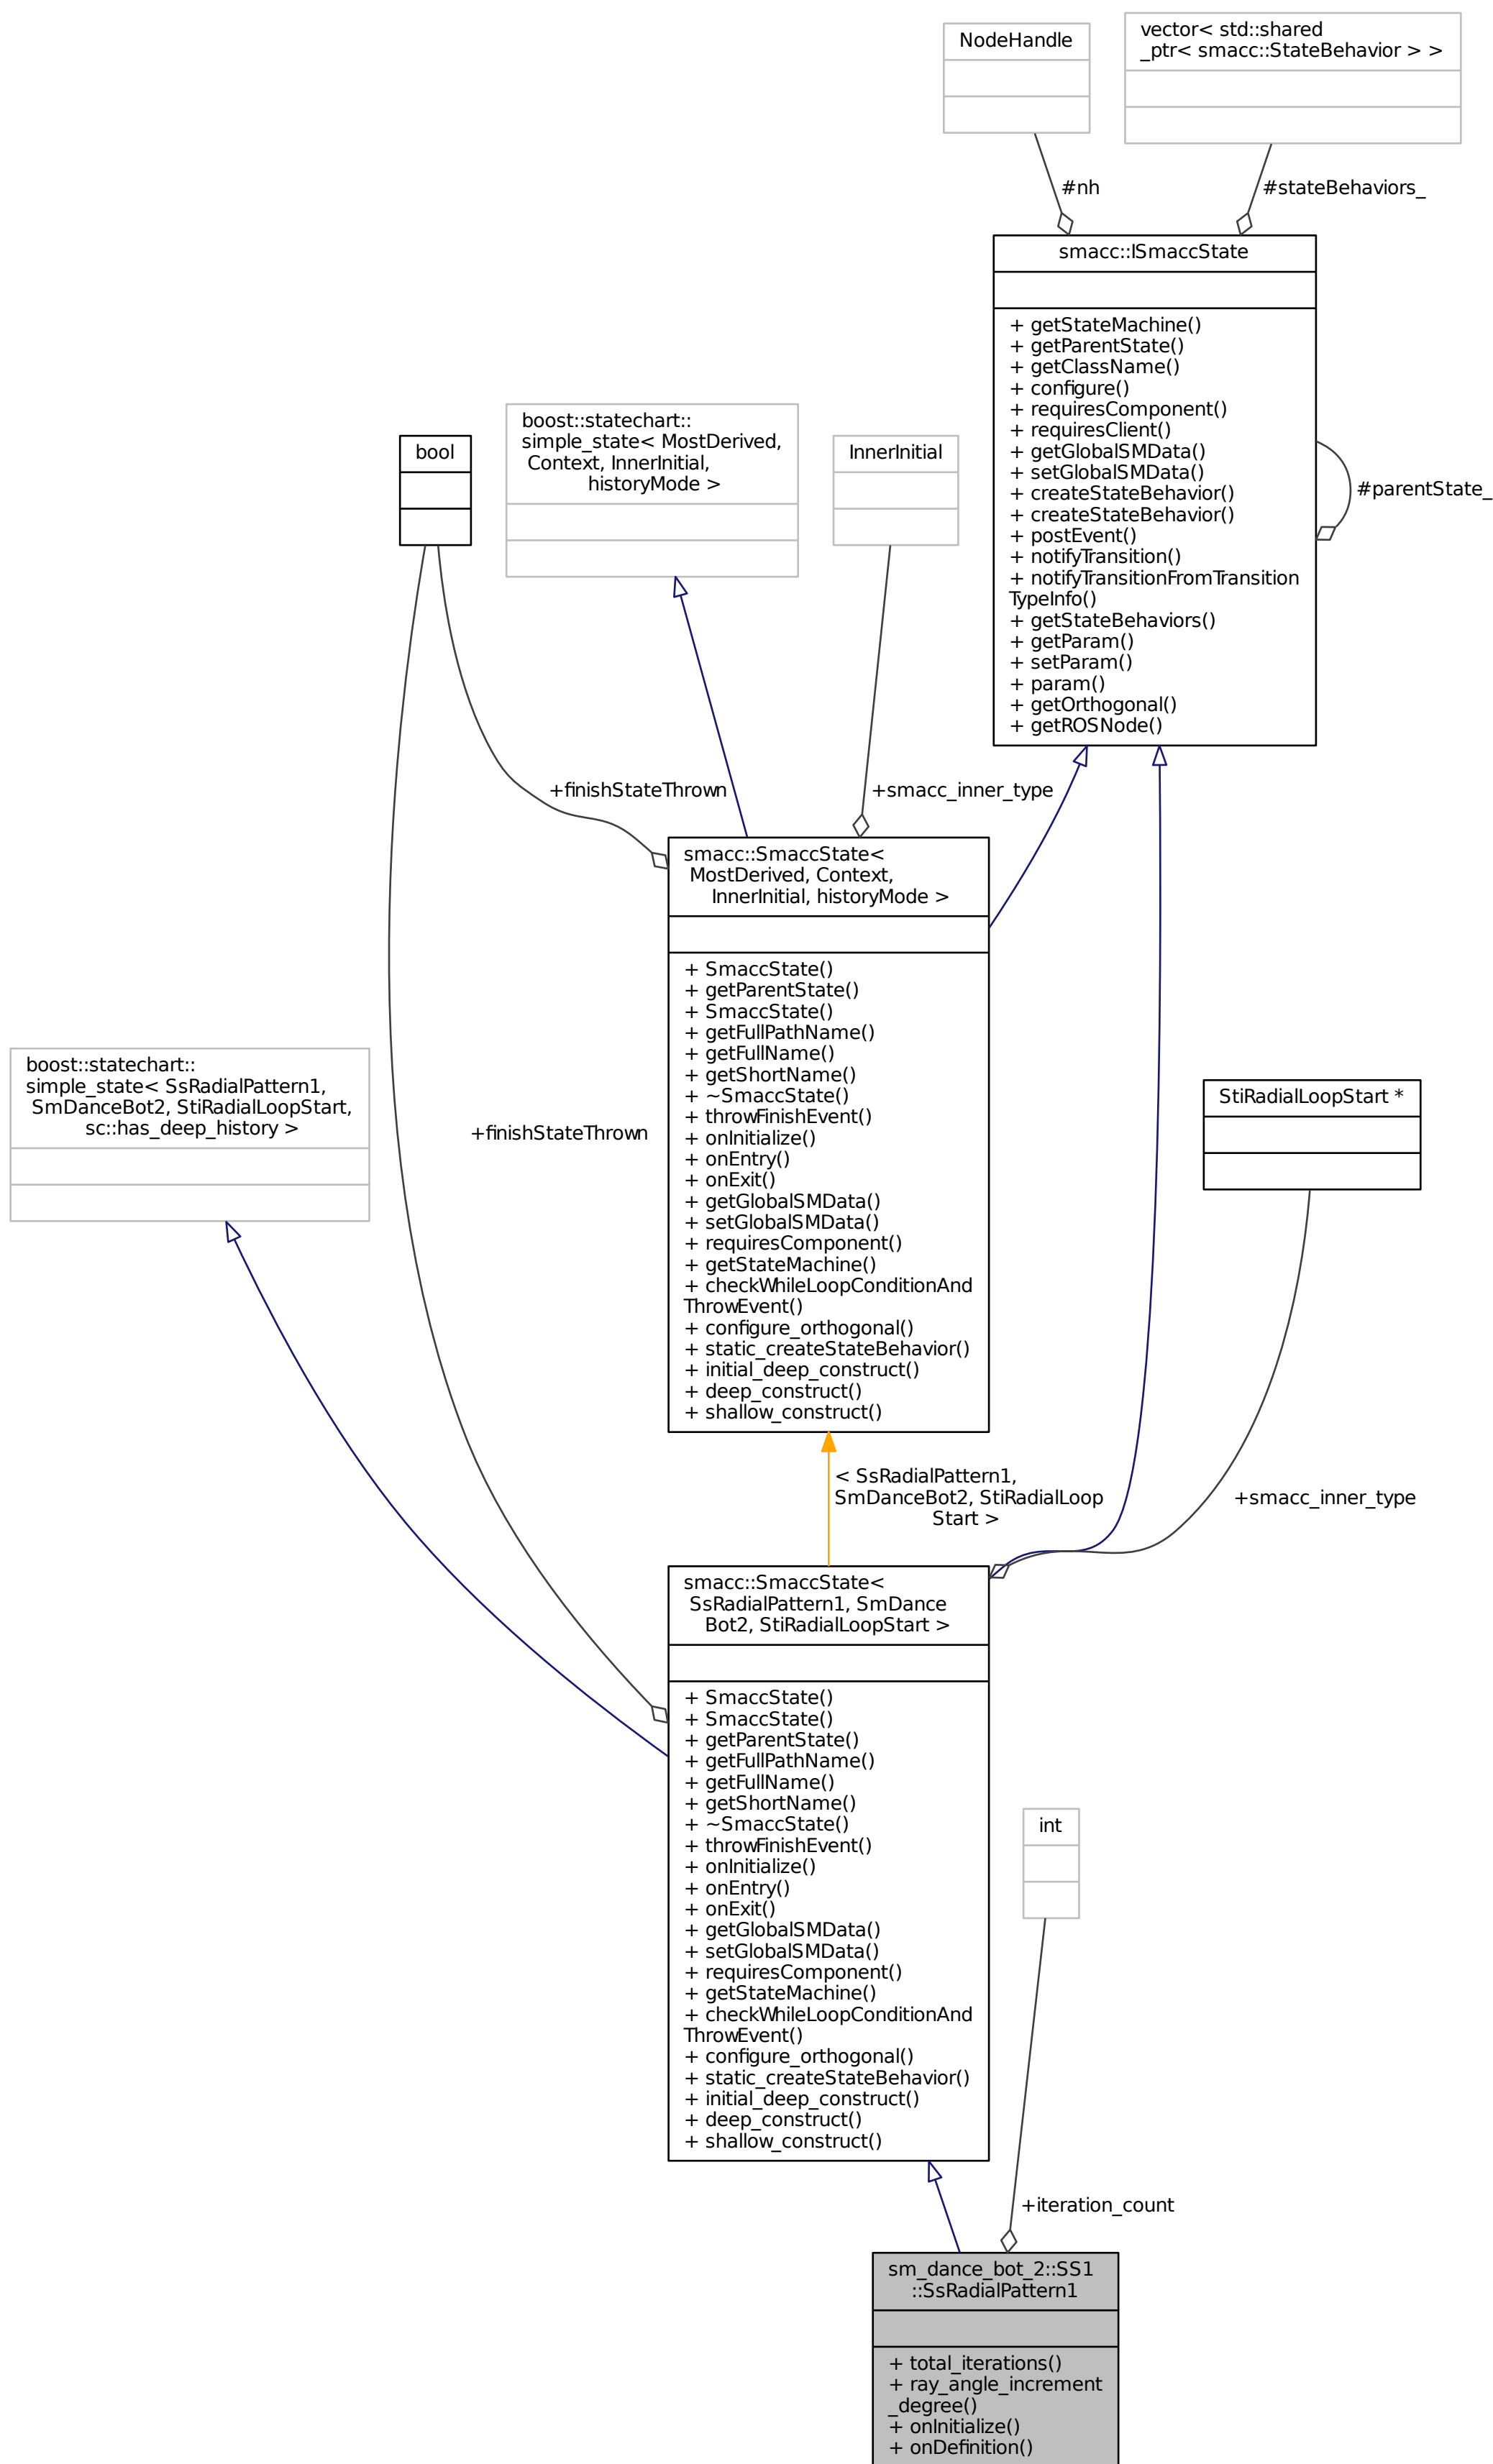 NodeHandle
vector< std::shared
_ptr< smacc::StateBehavior > >
#nh
#stateBehaviors_
smacc::ISmaccState
+ getStateMachine()
+ getParentState()
+ getClassName()
+ configure()
+ requiresComponent()
+ requiresClient()
+ getGlobalSMData()
+ setGlobalSMData()
+ createStateBehavior()
+ createStateBehavior()
+ postEvent()
+ notifyTransition()
+ notifyTransitionFromTransition
TypeInfo()
+ getStateBehaviors()
+ getParam()
+ setParam()
+ param()
+ getOrthogonal()
+ getROSNode()
#parentState_
bool
boost::statechart::
simple_state< MostDerived,
Context, InnerInitial,
historyMode >
InnerInitial
+finishStateThrown
+smacc_inner_type
smacc::SmaccState<
MostDerived, Context,
InnerInitial, historyMode >
+ SmaccState()
+ getParentState()
+ SmaccState()
+ getFullPathName()
+ getFullName()
+ getShortName()
+ ~SmaccState()
+ throwFinishEvent()
+ onInitialize()
+ onEntry()
+ onExit()
+ getGlobalSMData()
+ setGlobalSMData()
+ requiresComponent()
+ getStateMachine()
+ checkWhileLoopConditionAnd
ThrowEvent()
+ configure_orthogonal()
+ static_createStateBehavior()
+ initial_deep_construct()
+ deep_construct()
+ shallow_construct()
boost::statechart::
simple_state< SsRadialPattern1,
SmDanceBot2, StiRadialLoopStart,
sc::has_deep_history >
+finishStateThrown
StiRadialLoopStart *
< SsRadialPattern1,
SmDanceBot2, StiRadialLoop
Start >
+smacc_inner_type
smacc::SmaccState<
SsRadialPattern1, SmDance
Bot2, StiRadialLoopStart >
+ SmaccState()
+ SmaccState()
+ getParentState()
+ getFullPathName()
+ getFullName()
+ getShortName()
+ ~SmaccState()
+ throwFinishEvent()
+ onInitialize()
+ onEntry()
+ onExit()
+ getGlobalSMData()
+ setGlobalSMData()
+ requiresComponent()
+ getStateMachine()
+ checkWhileLoopConditionAnd
ThrowEvent()
+ configure_orthogonal()
+ static_createStateBehavior()
+ initial_deep_construct()
+ deep_construct()
+ shallow_construct()
int
+iteration_count
sm_dance_bot_2::SS1
::SsRadialPattern1
+ total_iterations()
+ ray_angle_increment
_degree()
+ onInitialize()
+ onDefinition()